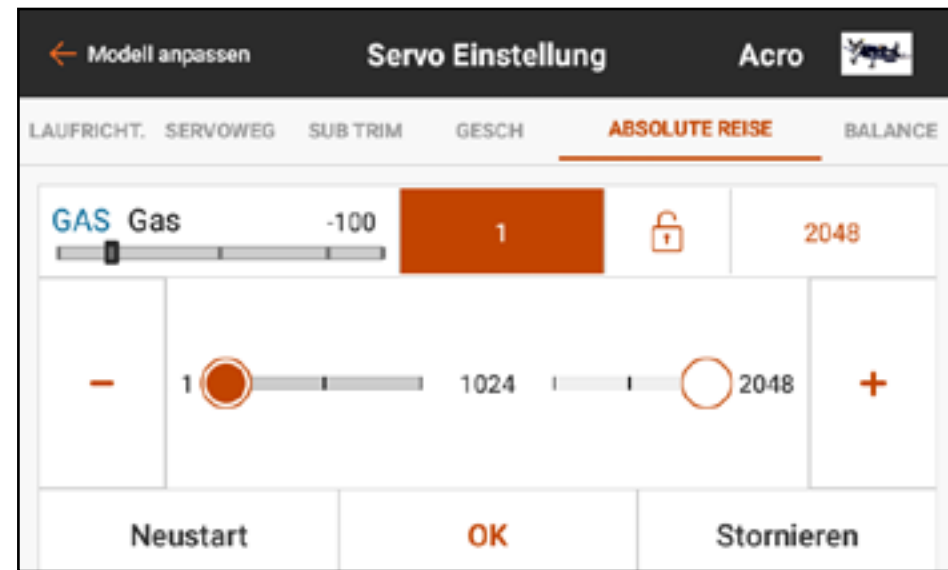 Modell anpassen Servo Einstellung Acro
LAUFRICHT. SERVOWEG SUB TRIM GESCH ABSOLUTE REISE BALANCE
GAS Gas -100 1 2048
− 1 1024 2048 +
Neustart OK Stornieren